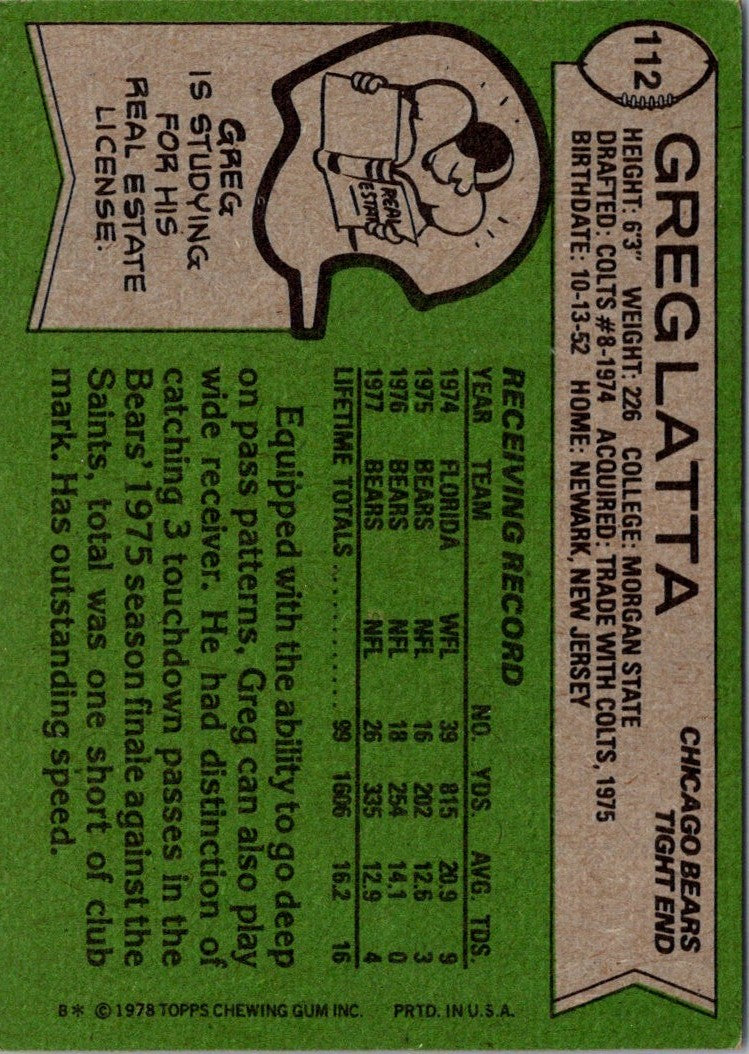 112
GREG LATTA
CHICAGO BEARS
TIGHT END
HEIGHT: 6'3" WEIGHT: 226 COLLEGE: MORGAN STATE
DRAFTED: COLTS #8-1974 ACQUIRED: TRADE WITH COLTS, 1975
BIRTHDATE: 10-13-52 HOME: NEWARK, NEW JERSEY
REAL
ESTATE
GREG
IS STUDYING
FOR HIS
REAL ESTATE
LICENSE.
RECEIVING RECORD
YEAR TEAM NO. YDS. AVG. TDS.
1974 FLORIDA WFL 39 815 20.9 9
1975 BEARS NFL 16 202 12.6 3
1976 BEARS NFL 18 254 14.1 0
1977 BEARS NFL 26 335 12.9 4
LIFETIME TOTALS .................... 99 1606 16.2 16
Equipped with the ability to go deep
on pass patterns, Greg can also play
wide receiver. He had distinction of
catching 3 touchdown passes in the
Bears' 1975 season finale against the
Saints, total was one short of club
mark. Has outstanding speed.
B* © 1978 TOPPS CHEWING GUM INC. PRTD. IN U.S.A.